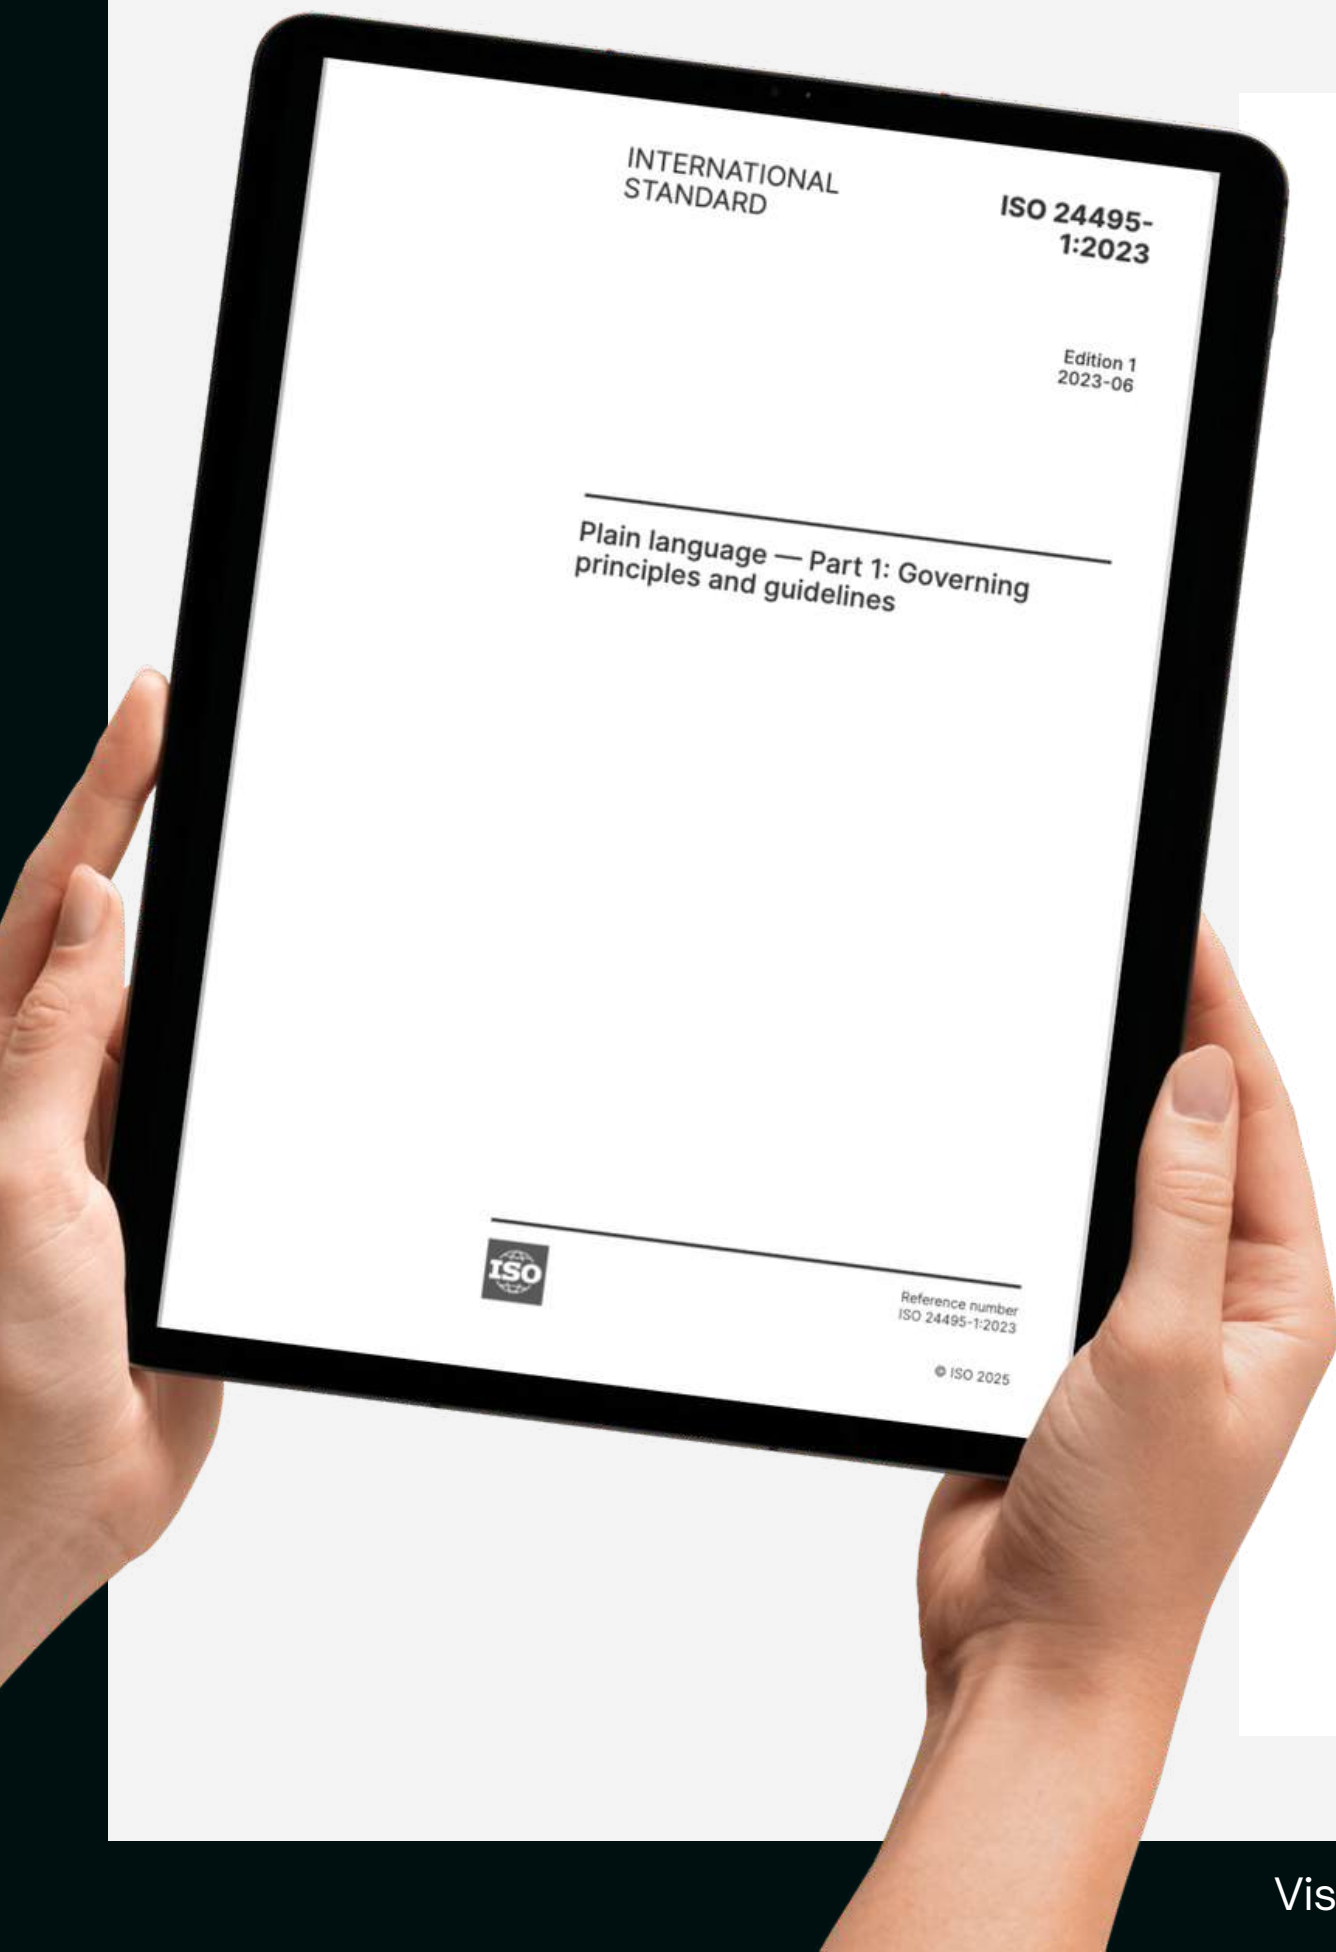 INTERNATIONAL
STANDARD
ISO 24495-
1:2023
Edition 1
2023-06
Plain language — Part 1: Governing
principles and guidelines
ISO
Reference number
ISO 24495-1:2023
© ISO 2025
Vis